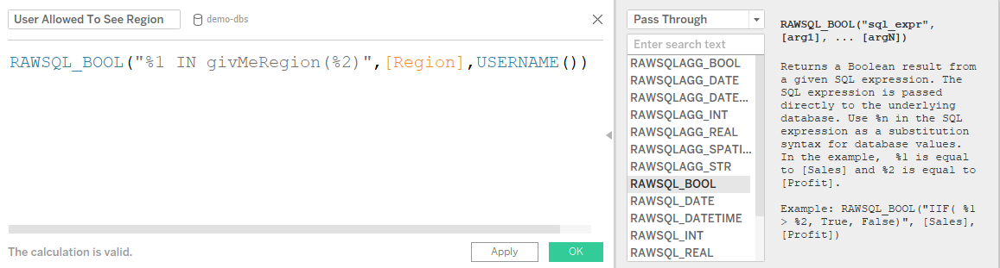 User Allowed To See Region
demo-dbs
RAWSQL_BOOL("%1 IN givMeRegion(%2)",[Region],USERNAME())
The calculation is valid.
Apply
OK
Pass Through
Enter search text
RAWSQLAGG_BOOL
RAWSQLAGG_DATE
RAWSQLAGG_DATE...
RAWSQLAGG_INT
RAWSQLAGG_REAL
RAWSQLAGG_SPATI...
RAWSQLAGG_STR
RAWSQL_BOOL
RAWSQL_DATE
RAWSQL_DATETIME
RAWSQL_INT
RAWSQL_REAL
RAWSQL_BOOL("sql_expr",
[arg1], ... [argN])
Returns a Boolean result from
a given SQL expression. The
SQL expression is passed
directly to the underlying
database. Use %n in the SQL
expression as a substitution
syntax for database values.
In the example, %1 is equal
to [Sales] and %2 is equal to
[Profit].
Example: RAWSQL_BOOL("IIF( %1
> %2, True, False)", [Sales],
[Profit])